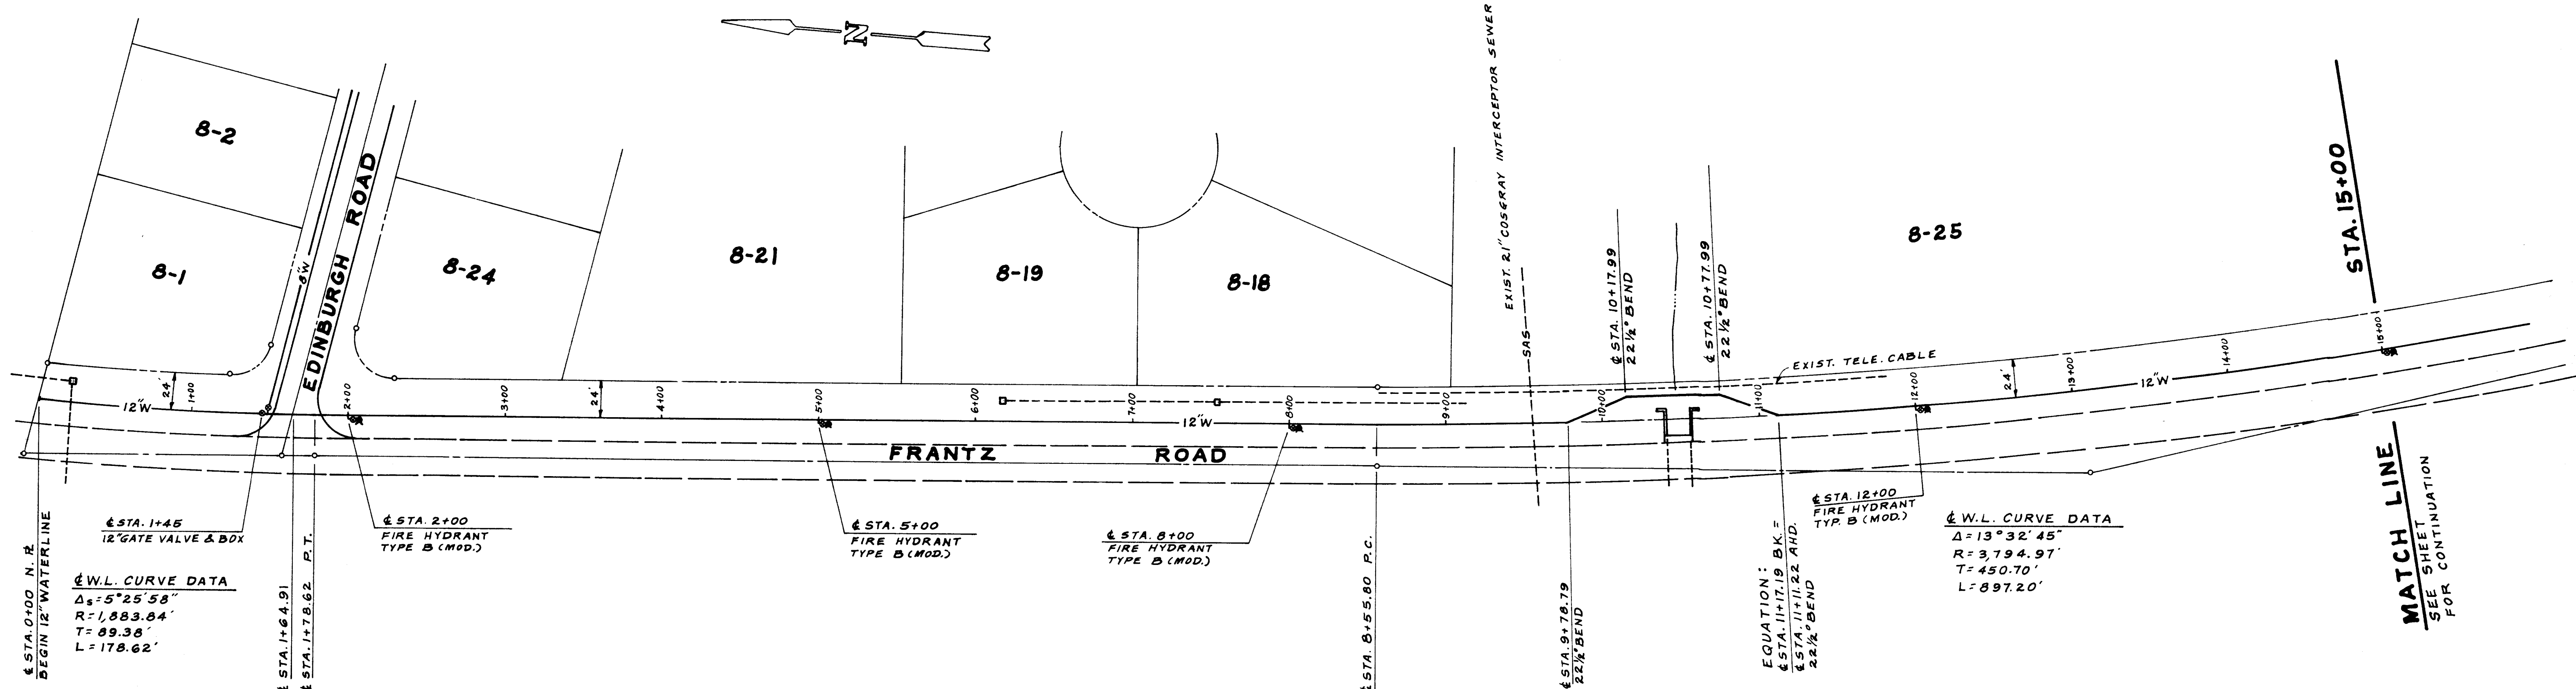 N
8-2
8-1
8"W
EDINBURGH ROAD
8-24
8-21
8-19
8-18
EXIST. 21" COSGRAY INTERCEPTOR SEWER
SAS
₵ STA. 10+17.99
22 1/2° BEND
₵ STA. 10+77.99
22 1/2° BEND
8-25
STA. 15+00
EXIST. TELE. CABLE
24'
24'
24'
12"W
12"W
12"W
1+00
2+00
3+00
4+00
5+00
6+00
7+00
8+00
9+00
10+00
11+00
12+00
13+00
14+00
15+00
FRANTZ ROAD
₵ STA. 0+00 N. P.
BEGIN 12" WATERLINE
₵ STA. 1+45
12" GATE VALVE & BOX
₵ W.L. CURVE DATA
Δs = 5°25'58"
R = 1,883.84'
T = 89.38'
L = 178.62'
₵ STA. 1+64.91
₵ STA. 1+78.62 P.T.
₵ STA. 2+00
FIRE HYDRANT
TYPE B (MOD.)
₵ STA. 5+00
FIRE HYDRANT
TYPE B (MOD.)
₵ STA. 8+00
FIRE HYDRANT
TYPE B (MOD.)
₵ STA. 8+55.80 P.C.
₵ STA. 9+78.79
22 1/2° BEND
EQUATION:
₵ STA. 11+17.19 BK. =
₵ STA. 11+11.22 AHD.
22 1/2° BEND
₵ STA. 12+00
FIRE HYDRANT
TYP. B (MOD.)
₵ W.L. CURVE DATA
Δ = 13°32'45"
R = 3,794.97'
T = 450.70'
L = 897.20'
MATCH LINE
SEE SHEET
FOR CONTINUATION